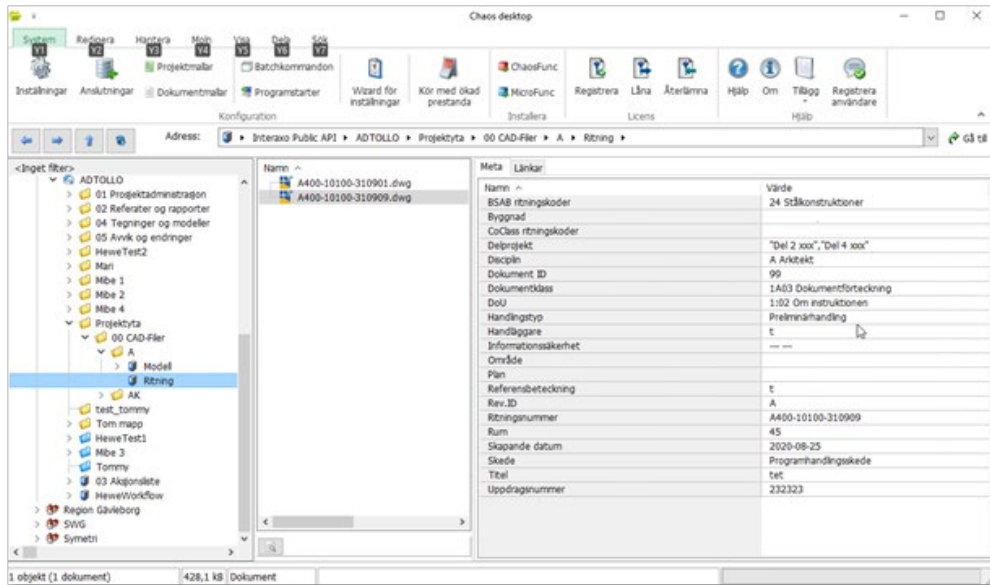 Chaos desktop
System Redigera Hantera Moln Visa Dela Sök
Y1 Y2 Y3 Y4 Y5 Y6 Y7
Inställningar Anslutningar Projektmallar Dokumentmallar Batchkommandon Programstarter Wizard för inställningar Kör med ökad prestanda ChaosFunc MicroFunc Registrera Låna Återlämna Hjälp Om Tillägg Registrera användare
Konfiguration Installera Licens Hjälp
Adress: Interaxo Public API ADTOLLO Projektyta 00 CAD-Filer A Ritning Gå till
<Inget filter>
ADTOLLO
01 Prosjektadminstrasjon
02 Referater og rapporter
04 Tegninger og modeller
05 Avvik og endringer
HeweTest2
Mari
Mibe 1
Mibe 2
Mibe 4
Projektyta
00 CAD-Filer
A
Modell
Ritning
AK
test_tommy
Tom mapp
HeweTest1
Mibe 3
Tommy
03 Aksjonsliste
HeweWorkflow
Region Gävleborg
SWG
Symetri
Namn
A400-10100-310901.dwg
A400-10100-310909.dwg
Meta Länkar
Namn Värde
BSAB ritningskoder 24 Stålkonstruktioner
Byggnad
CoClass ritningskoder
Delprojekt "Del 2 xxx","Del 4 xxx"
Disciplin A Arkitekt
Dokument ID 99
Dokumentklass 1A03 Dokumentförteckning
DoU 1:02 Om instruktionen
Handlingstyp Preliminärhandling
Handläggare t
Informationssäkerhet --- ---
Område
Plan
Referensbeteckning t
Rev.ID A
Ritningsnummer A400-10100-310909
Rum 45
Skapande datum 2020-08-25
Skede Programhandlingsskede
Titel tet
Uppdragsnummer 232323
1 objekt (1 dokument) 428,1 kB Dokument